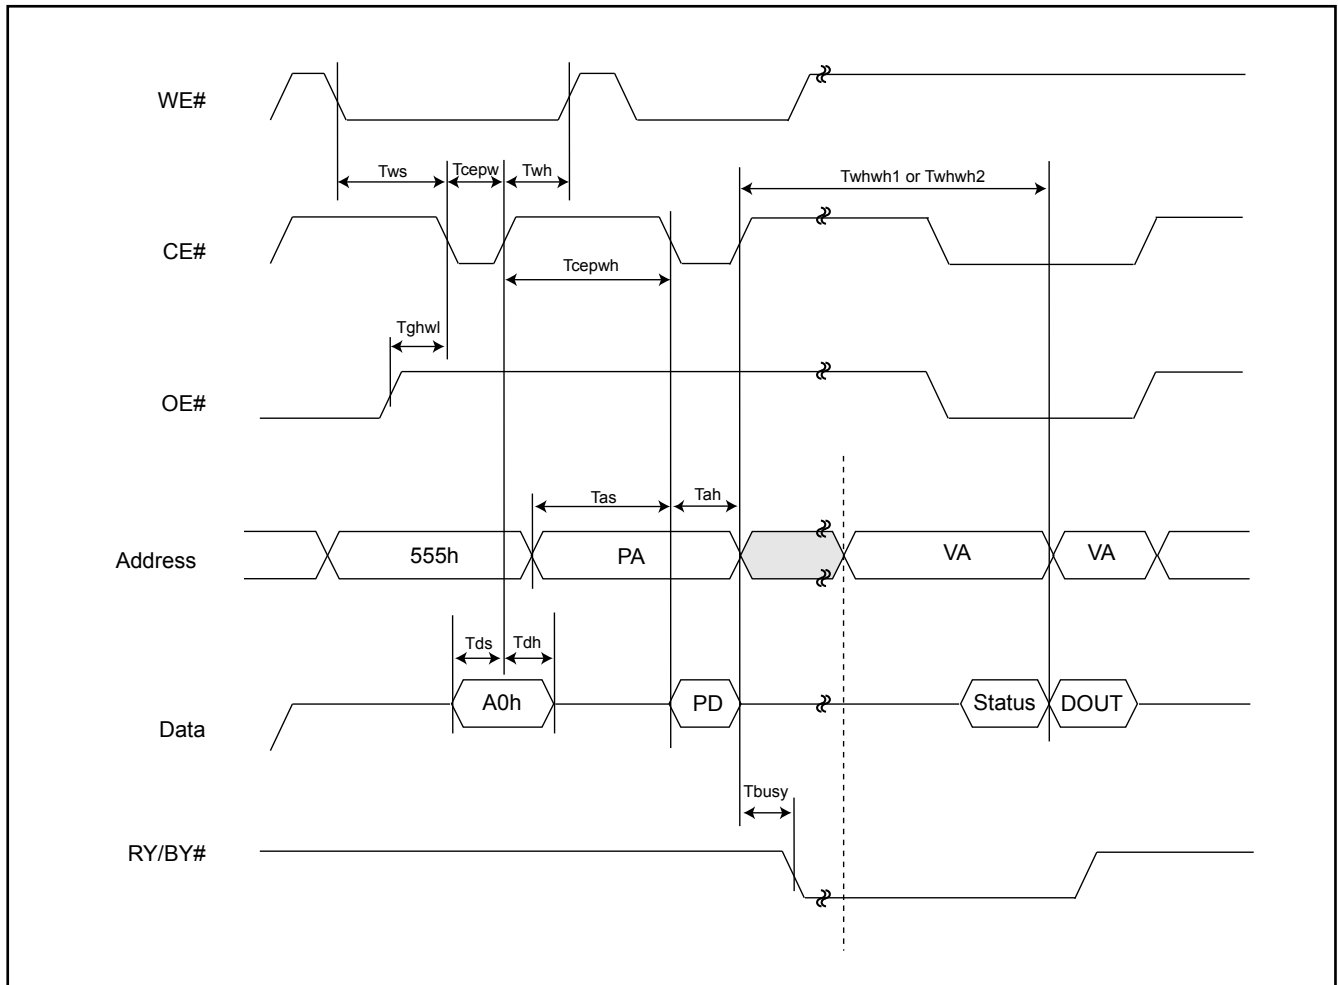 WE#
Tws Tcepw Twh
Twhwh1 or Twhwh2
CE#
Tcepwh
Tghwl
OE#
Tas Tah
Address 555h PA VA VA
Tds Tdh
Data A0h PD Status DOUT
Tbusy
RY/BY#